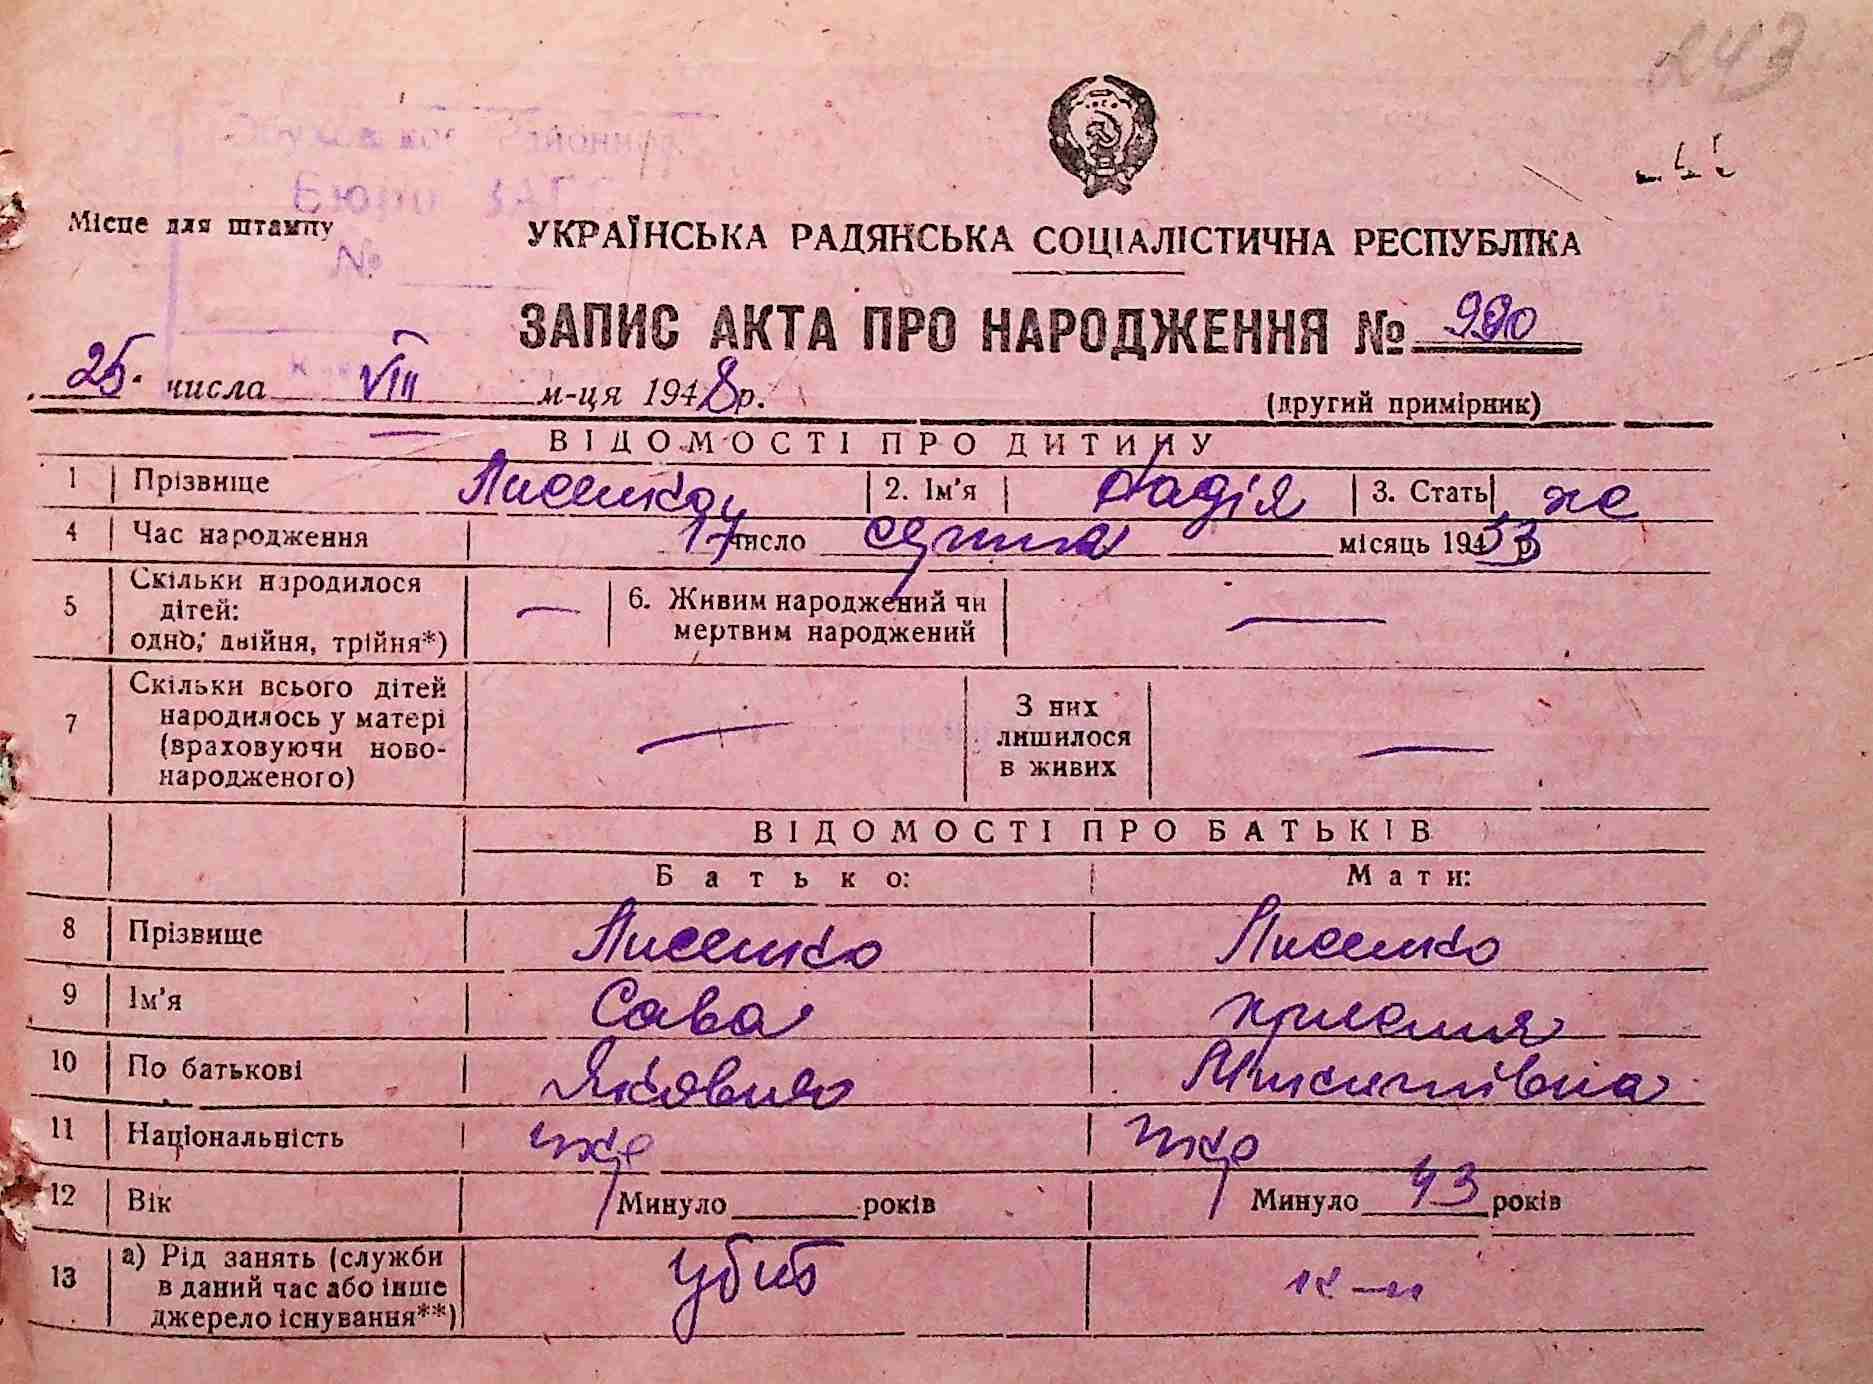 243
Районн
Бюро ЗАГС
№
Місце для штампу
УКРАЇНСЬКА РАДЯНСЬКА СОЦІАЛІСТИЧНА РЕСПУБЛІКА
ЗАПИС АКТА ПРО НАРОДЖЕННЯ № 990
25. числа VIII м-ця 1948 р.
(другий примірник)
ВІДОМОСТІ ПРО ДИТИНУ
1 Прізвище Лисенко 2. Ім'я Надія 3. Стать ж
4 Час народження 17 число серпня місяць 1933
5 Скільки народилося дітей: одно, двійня, трійня*) — 6. Живим народжений чи мертвим народжений —
7 Скільки всього дітей народилось у матері (враховуючи новонародженого) — З них лишилося в живих —
ВІДОМОСТІ ПРО БАТЬКІВ
Батько: Мати:
8 Прізвище Лисенко Лисенко
9 Ім'я Сава
10 По батькові Якович Микитівна
11 Національність укр укр
12 Вік Минуло років Минуло 43 років
13 а) Рід занять (служби в даний час або інше джерело існування**) убит к-ц